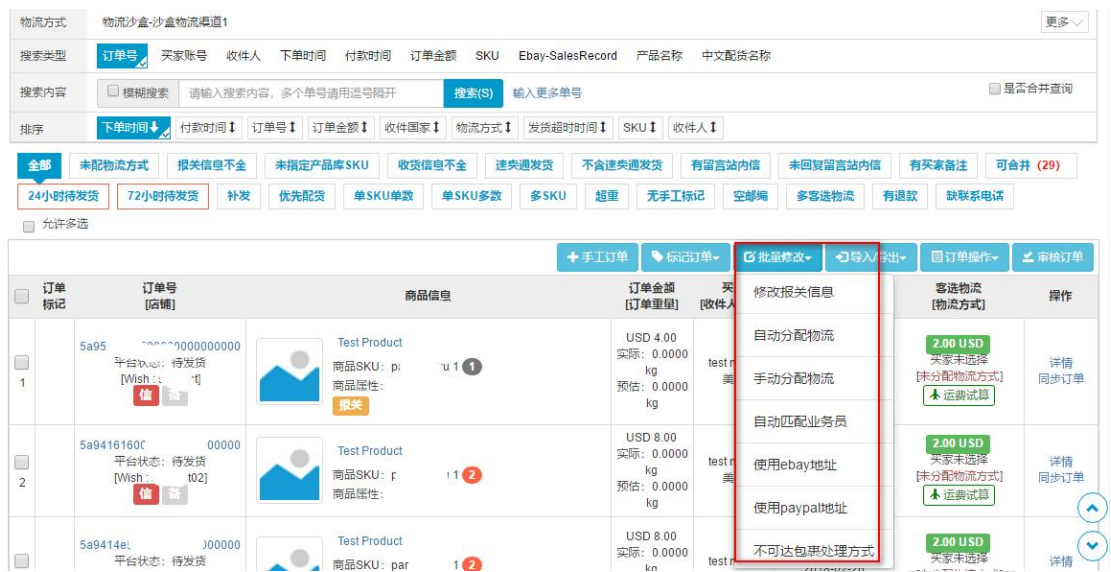 物流方式 物流沙盒-沙盒物流渠道1 更多
搜索类型 订单号 买家账号 收件人 下单时间 付款时间 订单金额 SKU Ebay-SalesRecord 产品名称 中文配货名称
搜索内容 模糊搜索 请输入搜索内容，多个单号请用逗号隔开 搜索(S) 输入更多单号 是否合并查询
排序 下单时间 付款时间 订单号 订单金额 收件国家 物流方式 发货超时时间 SKU 收件人
全部 未配物流方式 报关信息不全 未指定产品库SKU 收货信息不全 速卖通发货 不含速卖通发货 有留言站内信 未回复留言站内信 有买家备注 可合并 (29)
24小时待发货 72小时待发货 补发 优先配货 单SKU单数 单SKU多数 多SKU 超重 无手工标记 空邮编 多客选物流 有退款 缺联系电话
允许多选
手工订单 标记订单 批量修改 导入/导出 订单操作 审核订单
订单标记 订单号 [店铺] 商品信息 订单金额 [订单重量] 买 [收件人 客选物流 [物流方式] 操作
修改报关信息
自动分配物流
手动分配物流
自动匹配业务员
使用ebay地址
使用paypal地址
不可达包裹处理方式
1
平台状态：待发货
[Wish :
信 备
Test Product
商品SKU：
1 1
商品属性：
报关
USD 4.00
实际：0.0000
kg
预估：0.0000
kg
test
美
2.00 USD
买家未选择
[未分配物流方式]
运费试算
详情
同步订单
2
平台状态：待发货
[Wish :
t02]
信 备
Test Product
商品SKU：
1 2
商品属性：
USD 8.00
实际：0.0000
kg
预估：0.0000
kg
test
美
2.00 USD
买家未选择
[未分配物流方式]
运费试算
详情
同步订单
平台状态：待发货
Test Product
商品SKU：par
1 2
USD 8.00
实际：0.0000
kg
test
2.00 USD
买家未选择
详情